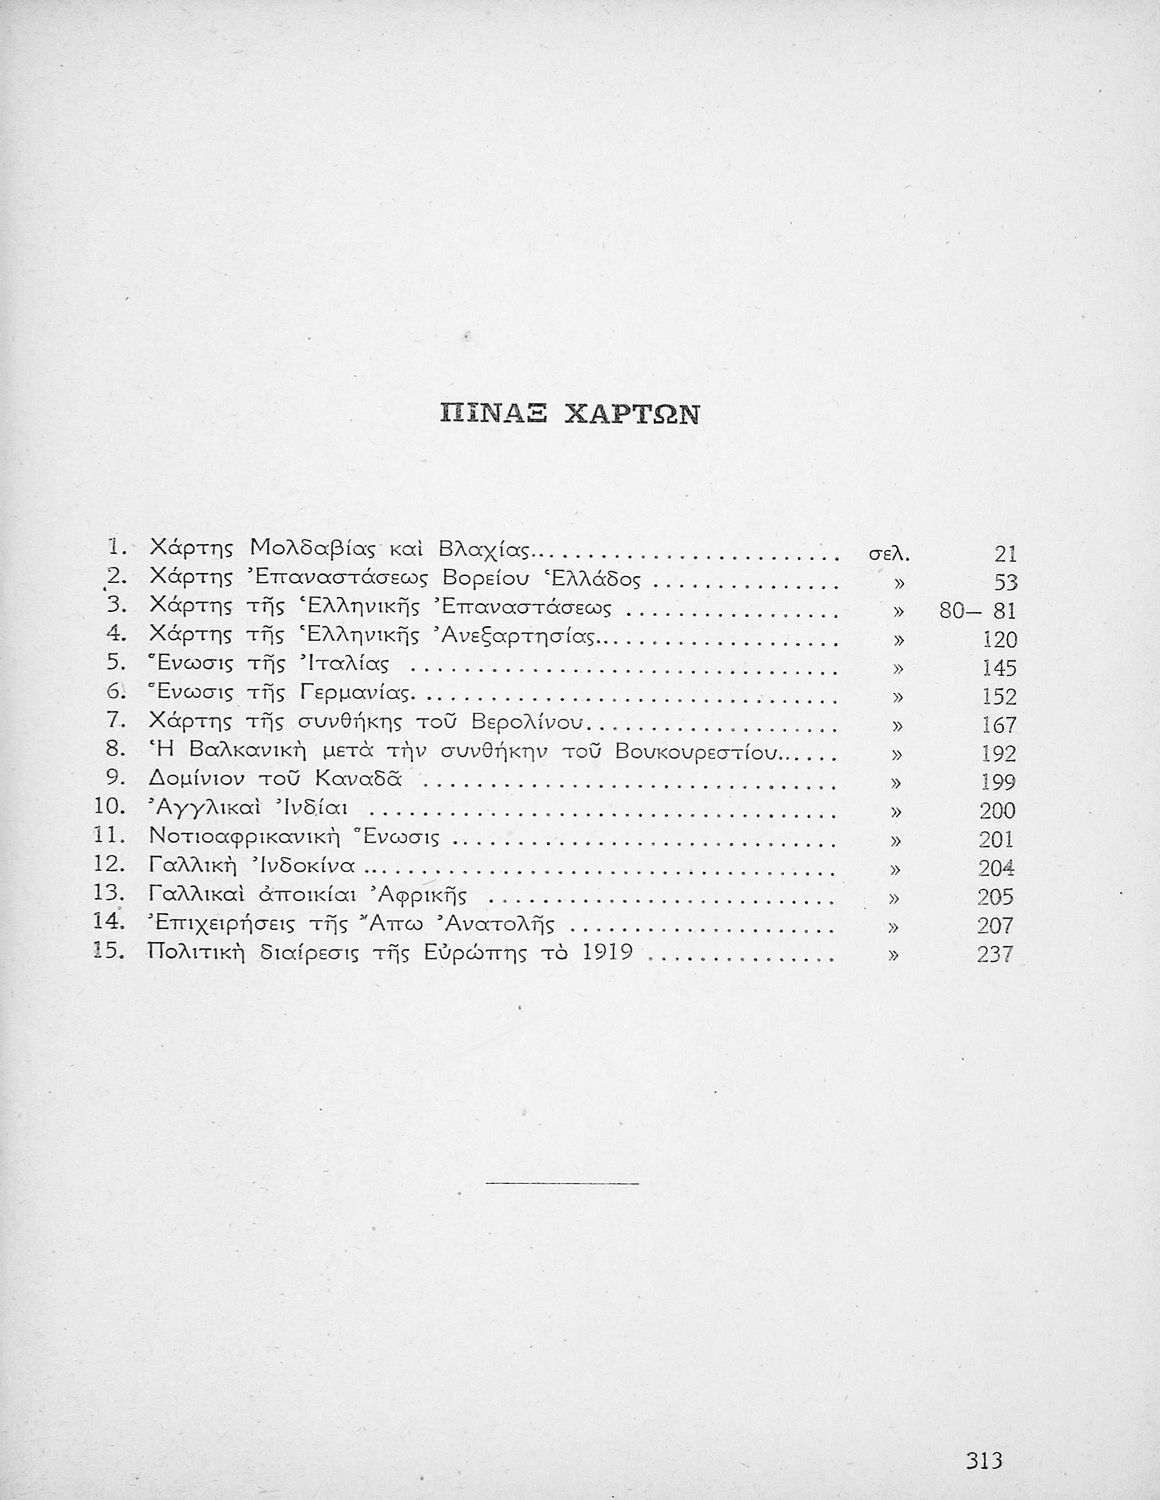 ΠΙΝΑΞ ΧΑΡΤΩΝ
1. Χάρτης Μολδαβίας καὶ Βλαχίας.......................... σελ. 21
2. Χάρτης Ἐπαναστάσεως Βορείου Ἑλλάδος ................ » 53
3. Χάρτης τῆς Ἑλληνικῆς Ἐπαναστάσεως .................. » 80— 81
4. Χάρτης τῆς Ἑλληνικῆς Ἀνεξαρτησίας..................... » 120
5. Ἕνωσις τῆς Ἰταλίας .................................... » 145
6. Ἕνωσις τῆς Γερμανίας. ................................... » 152
7. Χάρτης τῆς συνθήκης τοῦ Βερολίνου...................... » 167
8. Ἡ Βαλκανικὴ μετὰ τὴν συνθήκην τοῦ Βουκουρεστίου...... » 192
9. Δομίνιον τοῦ Καναδᾶ ................................... » 199
10. Ἀγγλικαὶ Ἰνδίαι ........................................ » 200
11. Νοτιοαφρικανικὴ Ἕνωσις ................................. » 201
12. Γαλλικὴ Ἰνδοκίνα ........................................ » 204
13. Γαλλικαὶ ἀποικίαι Ἀφρικῆς .............................. » 205
14. Ἐπιχειρήσεις τῆς Ἄπω Ἀνατολῆς ....................... » 207
15. Πολιτικὴ διαίρεσις τῆς Εὐρώπης τὸ 1919 ................ » 237
313